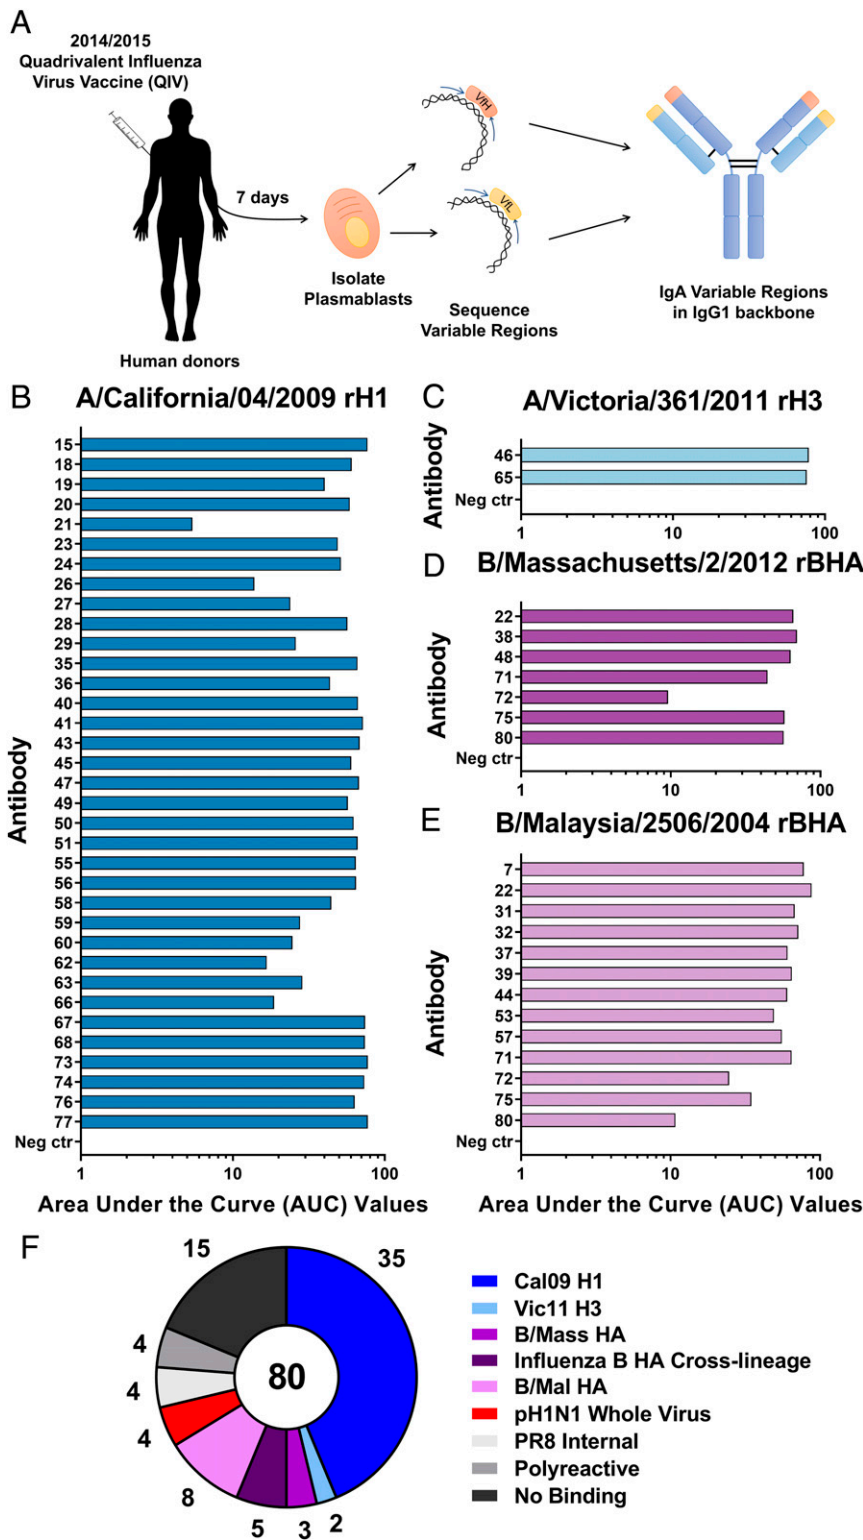 A
2014/2015
Quadrivalent Influenza
Virus Vaccine (QIV)
7 days
Human donors
Isolate
Plasmablasts
VfH
VfL
Sequence
Variable Regions
IgA Variable Regions
in IgG1 backbone
B
A/California/04/2009 rH1
Antibody
15
18
19
20
21
23
24
26
27
28
29
35
36
40
41
43
45
47
49
50
51
55
56
58
59
60
62
63
66
67
68
73
74
76
77
Neg ctr
1
10
100
Area Under the Curve (AUC) Values
C
A/Victoria/361/2011 rH3
Antibody
46
65
Neg ctr
1
10
100
D
B/Massachusetts/2/2012 rBHA
Antibody
22
38
48
71
72
75
80
Neg ctr
1
10
100
E
B/Malaysia/2506/2004 rBHA
Antibody
7
22
31
32
37
39
44
53
57
71
72
75
80
Neg ctr
1
10
100
Area Under the Curve (AUC) Values
F
15
35
4
4
4
8
5
3
2
80
Cal09 H1
Vic11 H3
B/Mass HA
Influenza B HA Cross-lineage
B/Mal HA
pH1N1 Whole Virus
PR8 Internal
Polyreactive
No Binding